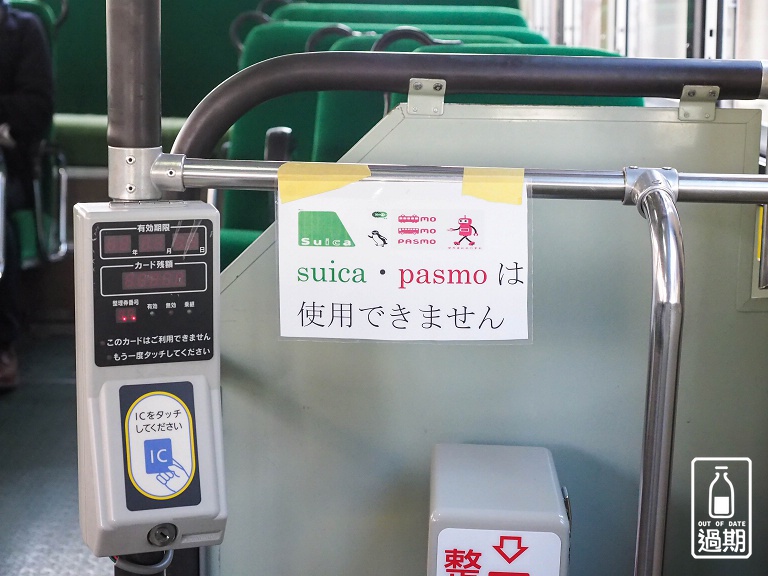 有効期限
年 月 日
カード残額
整理券番号 有効 無効 乗継
このカードはご利用できません
もう一度タッチしてください
ICをタッチ
してください
IC
Suica
PASMO
suica・pasmo は
使用できません
整
OUT OF DATE
過期